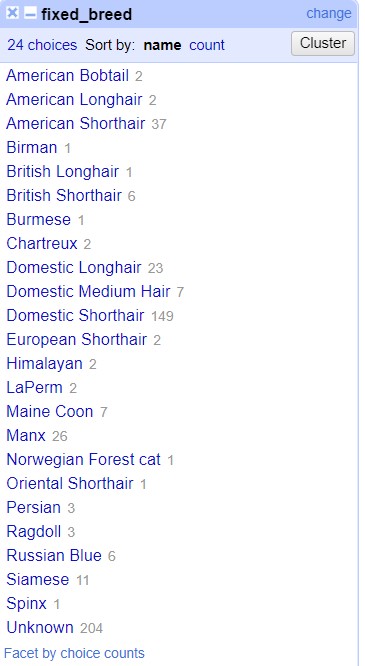 fixed_breed change
24 choices Sort by: name count Cluster
American Bobtail 2
American Longhair 2
American Shorthair 37
Birman 1
British Longhair 1
British Shorthair 6
Burmese 1
Chartreux 2
Domestic Longhair 23
Domestic Medium Hair 7
Domestic Shorthair 149
European Shorthair 2
Himalayan 2
LaPerm 2
Maine Coon 7
Manx 26
Norwegian Forest cat 1
Oriental Shorthair 1
Persian 3
Ragdoll 3
Russian Blue 6
Siamese 11
Spinx 1
Unknown 204
Facet by choice counts